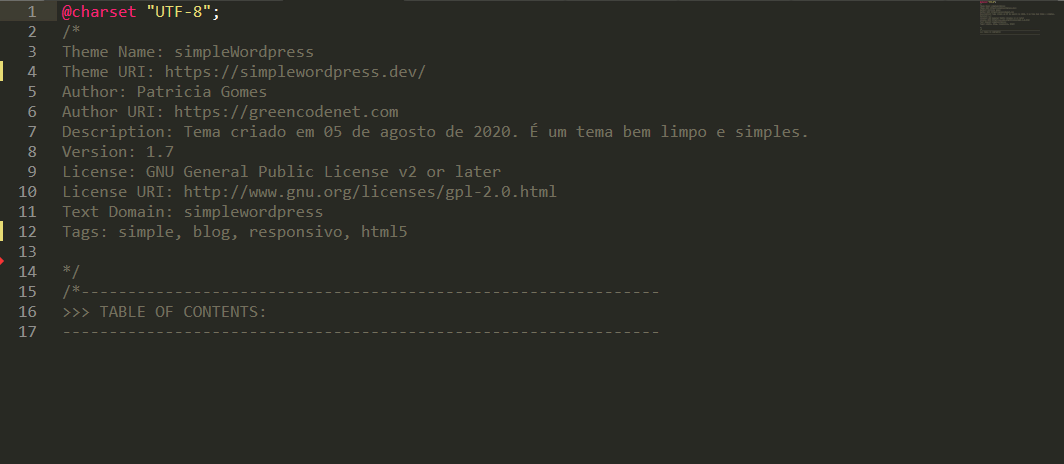 1 @charset "UTF-8";
2 /*
3 Theme Name: simpleWordpress
4 Theme URI: https://simplewordpress.dev/
5 Author: Patricia Gomes
6 Author URI: https://greencodenet.com
7 Description: Tema criado em 05 de agosto de 2020. É um tema bem limpo e simples.
8 Version: 1.7
9 License: GNU General Public License v2 or later
10 License URI: http://www.gnu.org/licenses/gpl-2.0.html
11 Text Domain: simplewordpress
12 Tags: simple, blog, responsivo, html5
13
14 */
15 /*--------------------------------------------------------------
16 >>> TABLE OF CONTENTS:
17 ----------------------------------------------------------------